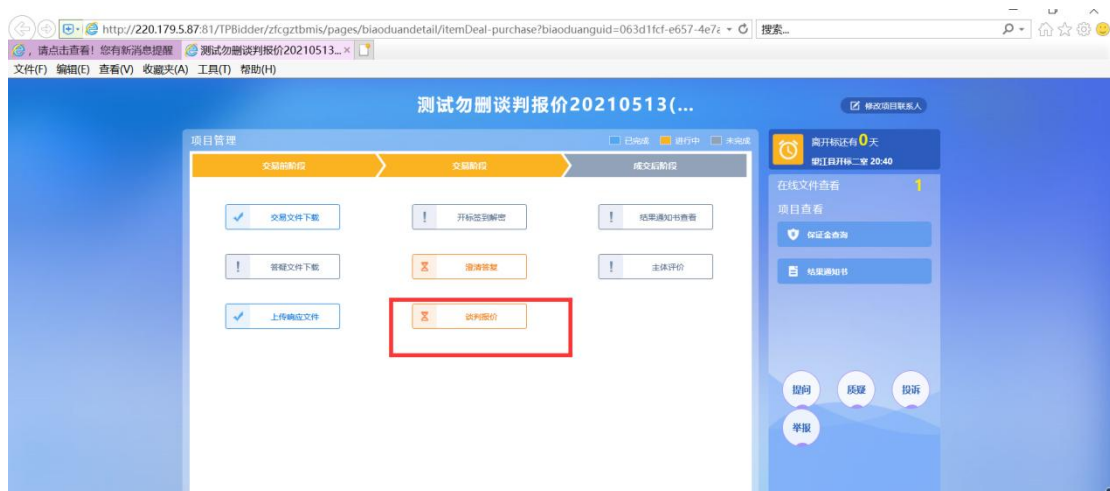 http://220.179.5.87:81/TPBidder/zfcgztbmis/pages/biaoduandetail/itemDeal-purchase?biaoduanguid=063d1fcf-e657-4e7a
搜索...
，请点击查看！您有新消息提醒
测试勿删谈判报价20210513... ×
文件(F) 编辑(E) 查看(V) 收藏夹(A) 工具(T) 帮助(H)
测试勿删谈判报价20210513(...
修改项目联系人
项目管理
已完成 进行中 未完成
交易前阶段 交易阶段 成交后阶段
交易文件下载 开标签到解密 结果通知书查看
答疑文件下载 澄清答复 主体评价
上传响应文件 谈判报价
离开标还有0天
望江县开标二室 20:40
在线文件查看 1
项目查看
保证金查询
结果通知书
提问 质疑 投诉
举报